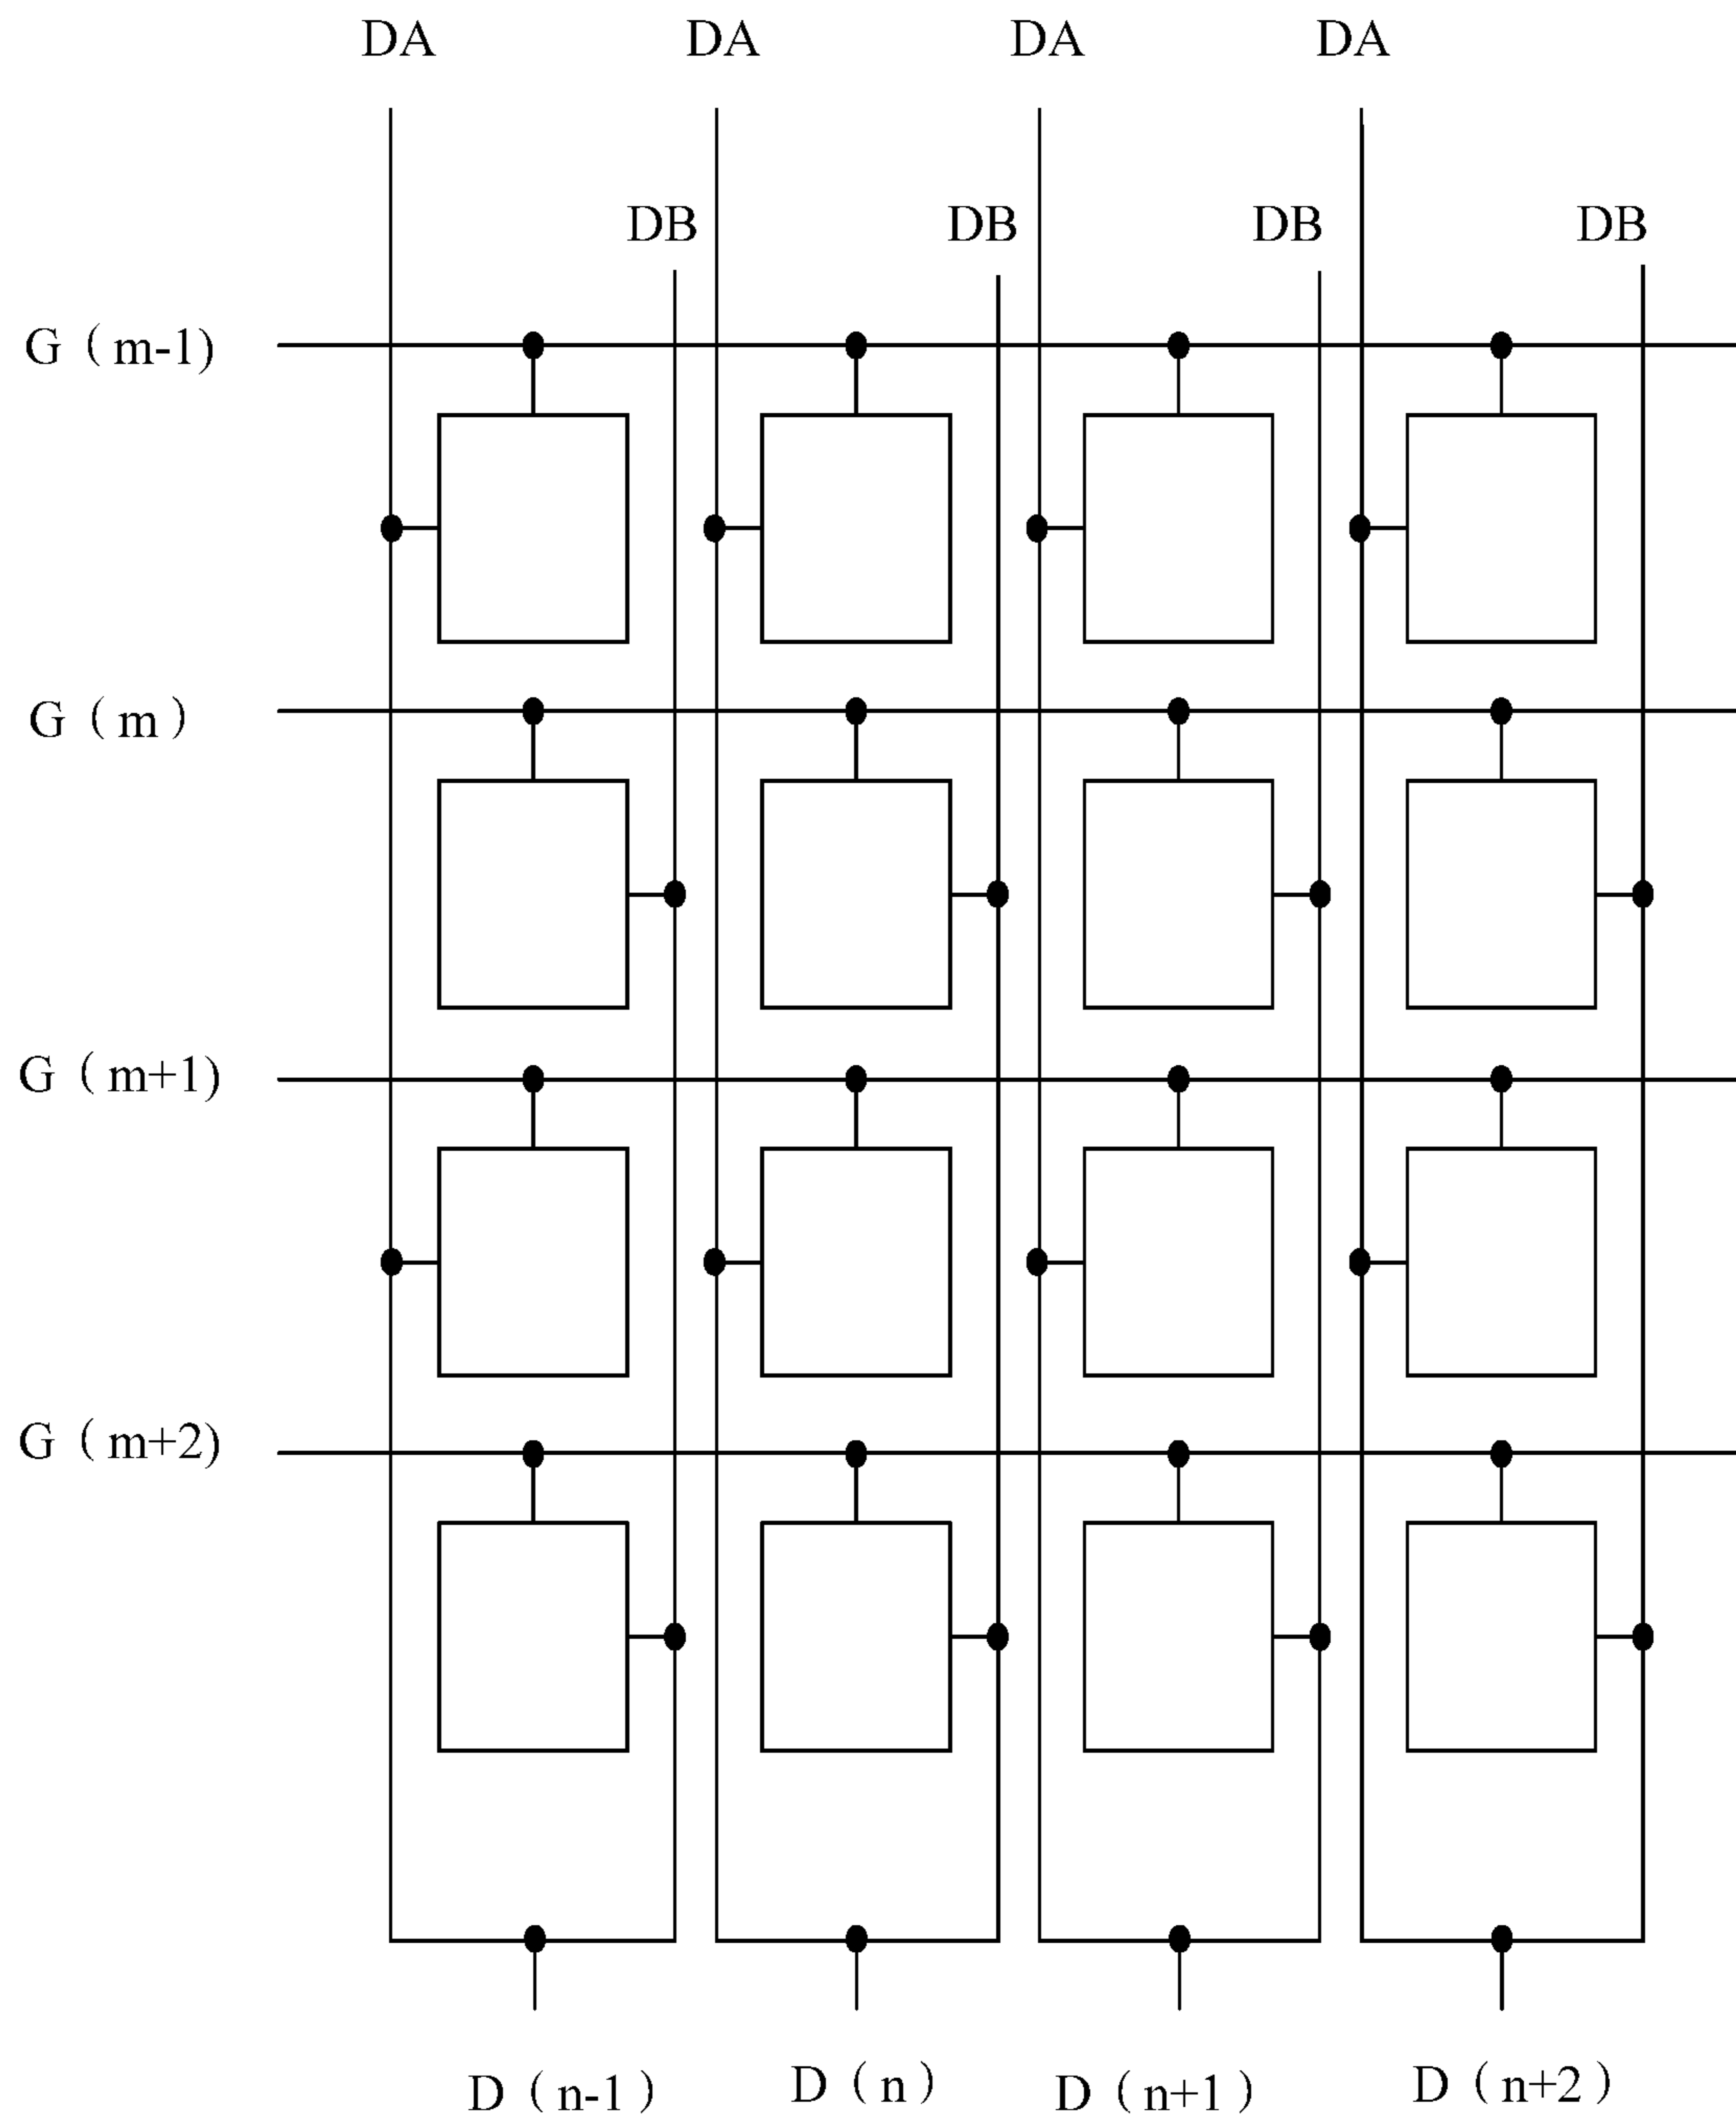 DA DA DA DA
DB DB DB DB
G (m-1)
G (m)
G (m+1)
G (m+2)
D (n-1) D (n) D (n+1) D (n+2)